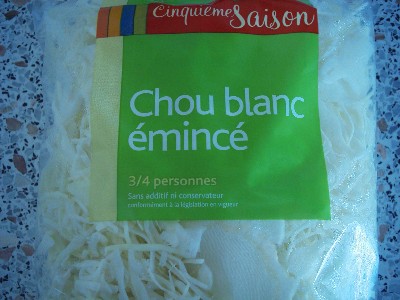 Cinquième Saison
Chou blanc
émincé
3/4 personnes
Sans additif ni conservateur
conformément à la législation en vigueur